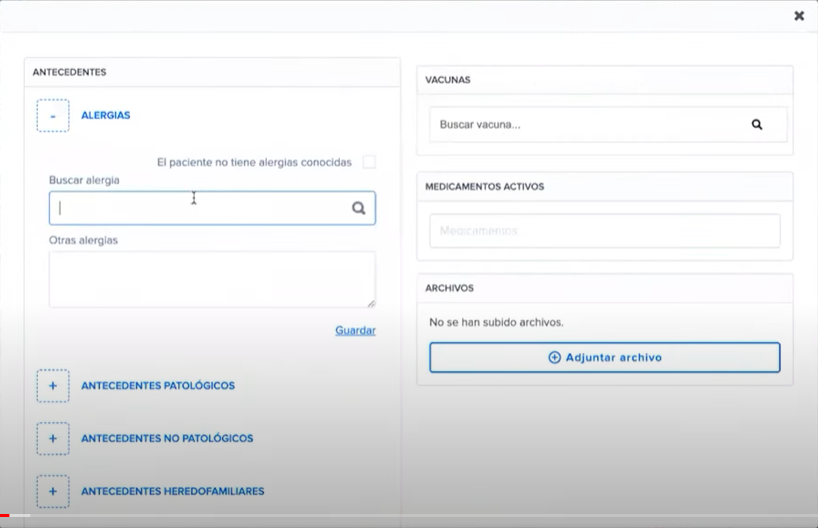 ANTECEDENTES
- ALERGIAS
El paciente no tiene alergias conocidas
Buscar alergia
Otras alergias
Guardar
+ ANTECEDENTES PATOLÓGICOS
+ ANTECEDENTES NO PATOLÓGICOS
+ ANTECEDENTES HEREDOFAMILIARES
VACUNAS
Buscar vacuna...
MEDICAMENTOS ACTIVOS
Medicamentos...
ARCHIVOS
No se han subido archivos.
Adjuntar archivo